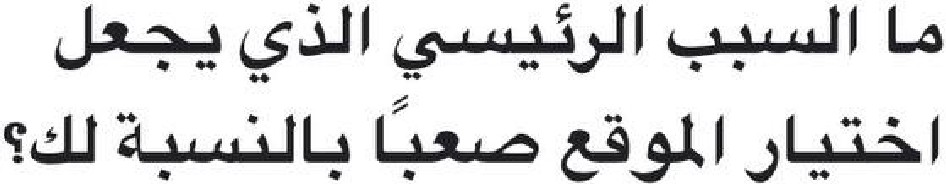 ما السبب الرئيسي الذي يجعل
اختيار الموقع صعبًا بالنسبة لك؟